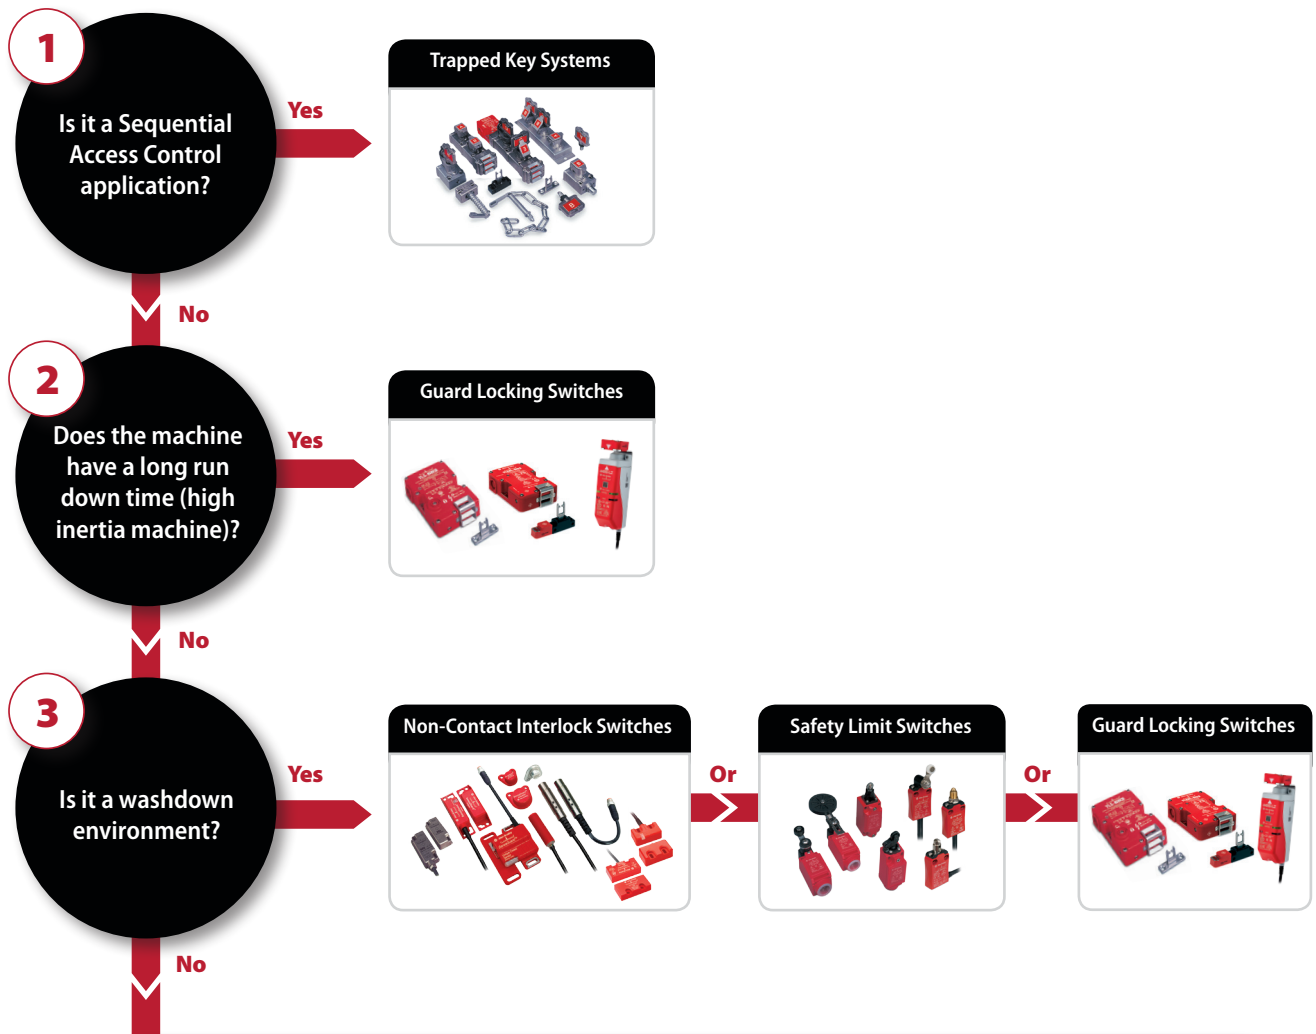 1
Is it a Sequential
Access Control
application?
Yes
Trapped Key Systems
No
2
Does the machine
have a long run
down time (high
inertia machine)?
Yes
Guard Locking Switches
No
3
Is it a washdown
environment?
Yes
Non-Contact Interlock Switches
Or
Safety Limit Switches
Or
Guard Locking Switches
No